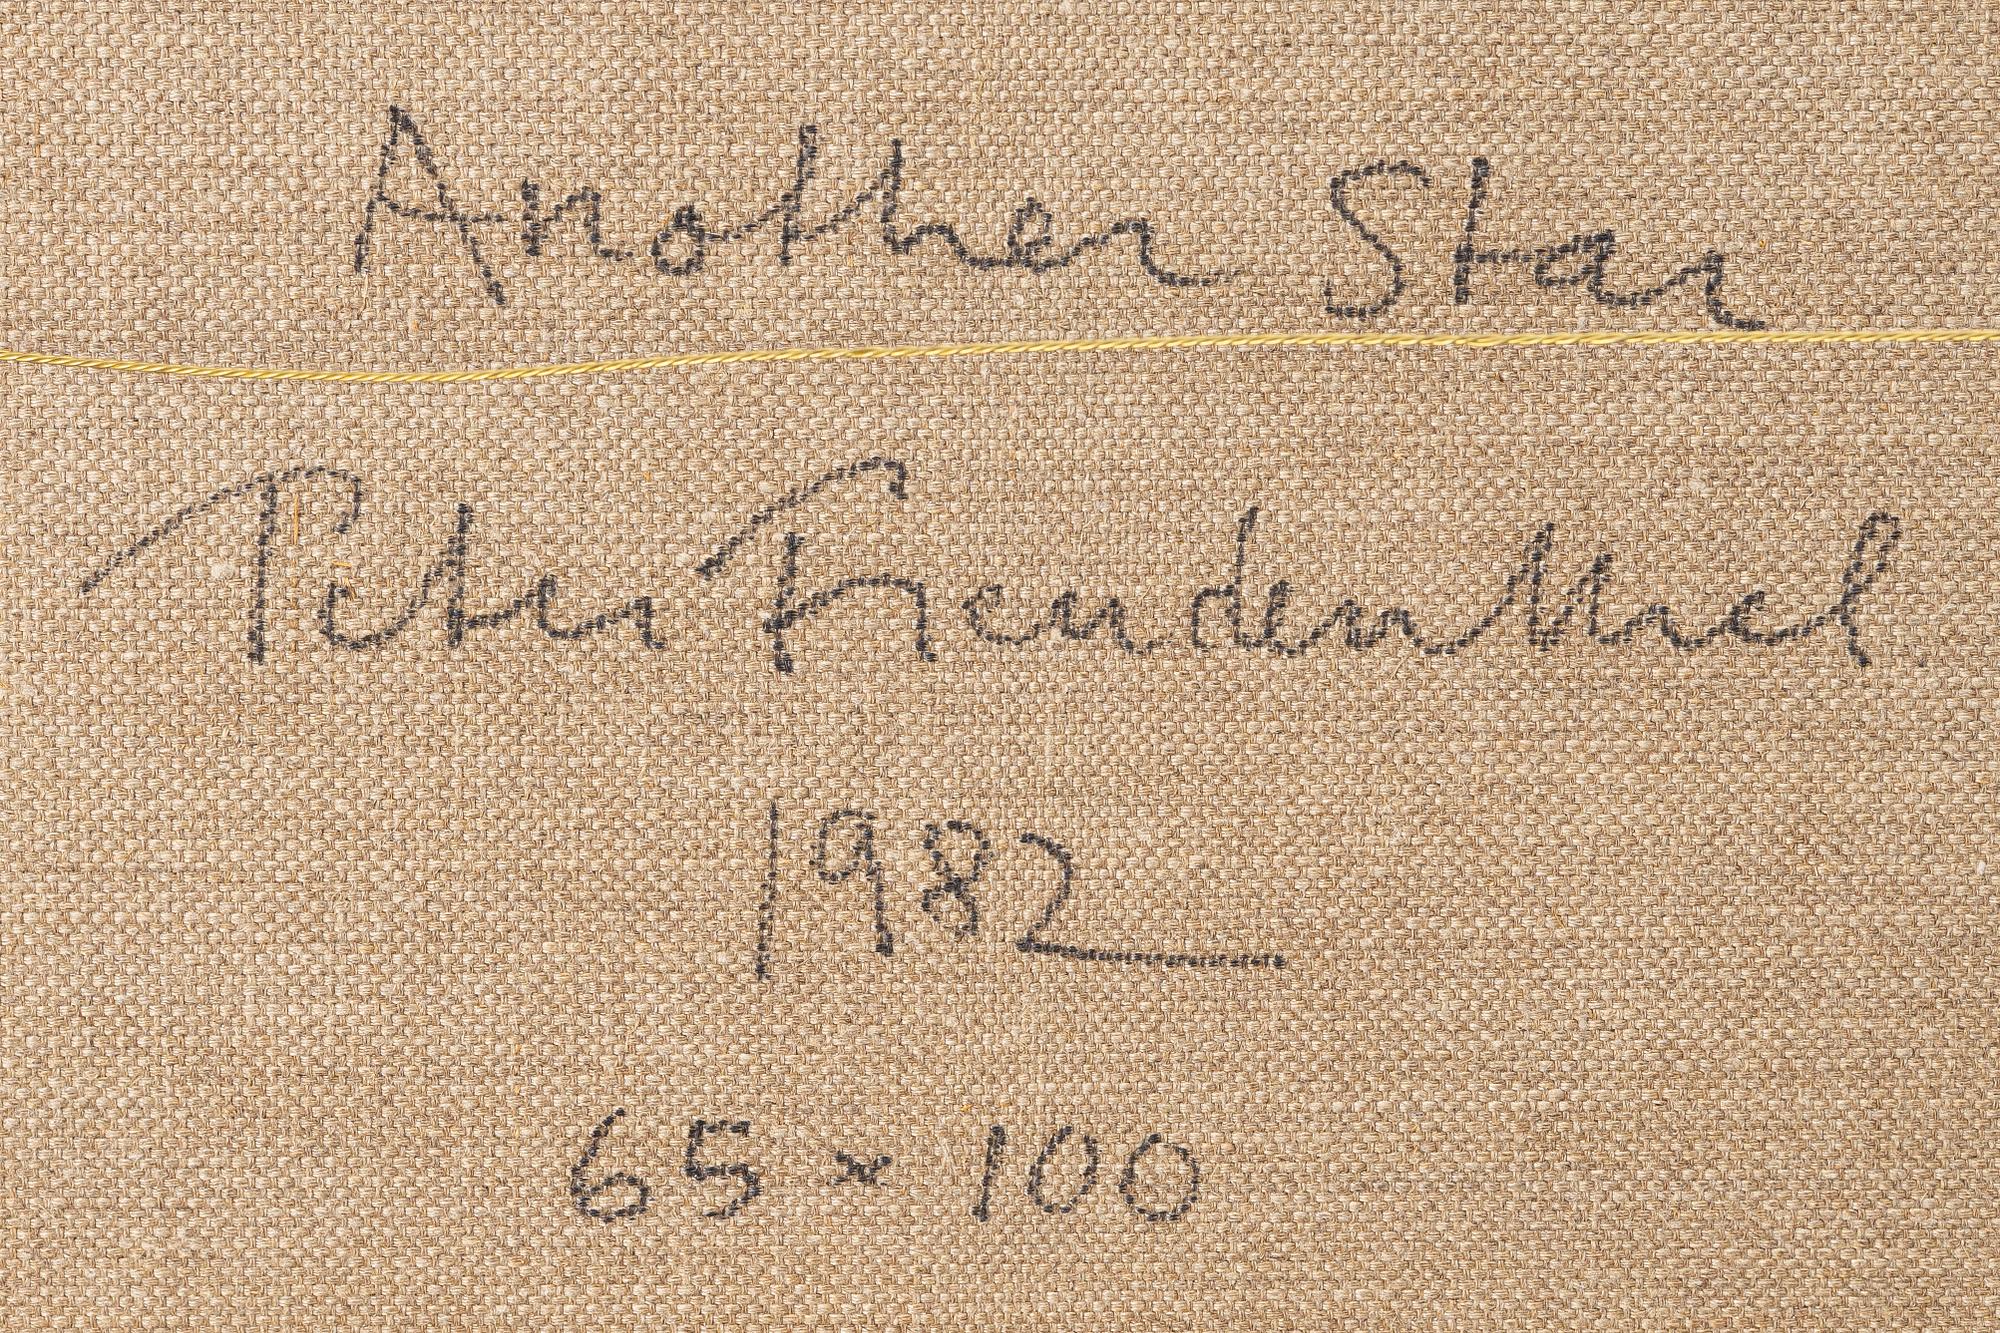 Another Star
Peter Freudenthal
1982
65 x 100